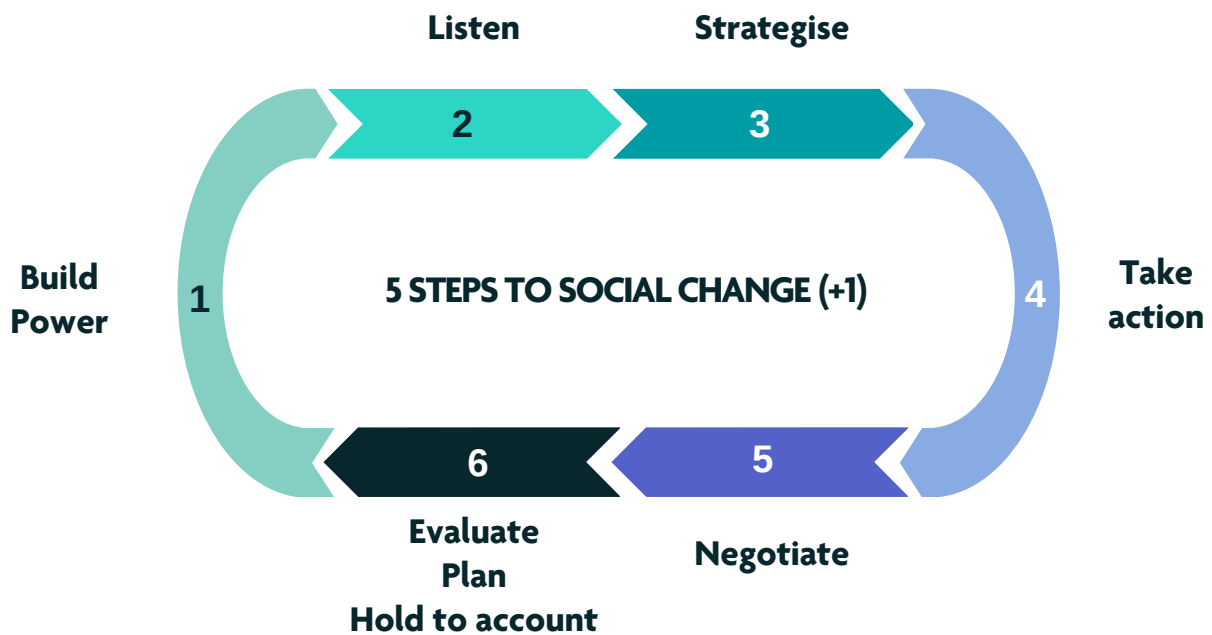 Listen
Strategise
2
3
Build
Power
1
5 STEPS TO SOCIAL CHANGE (+1)
4
Take
action
6
5
Evaluate
Plan
Hold to account
Negotiate